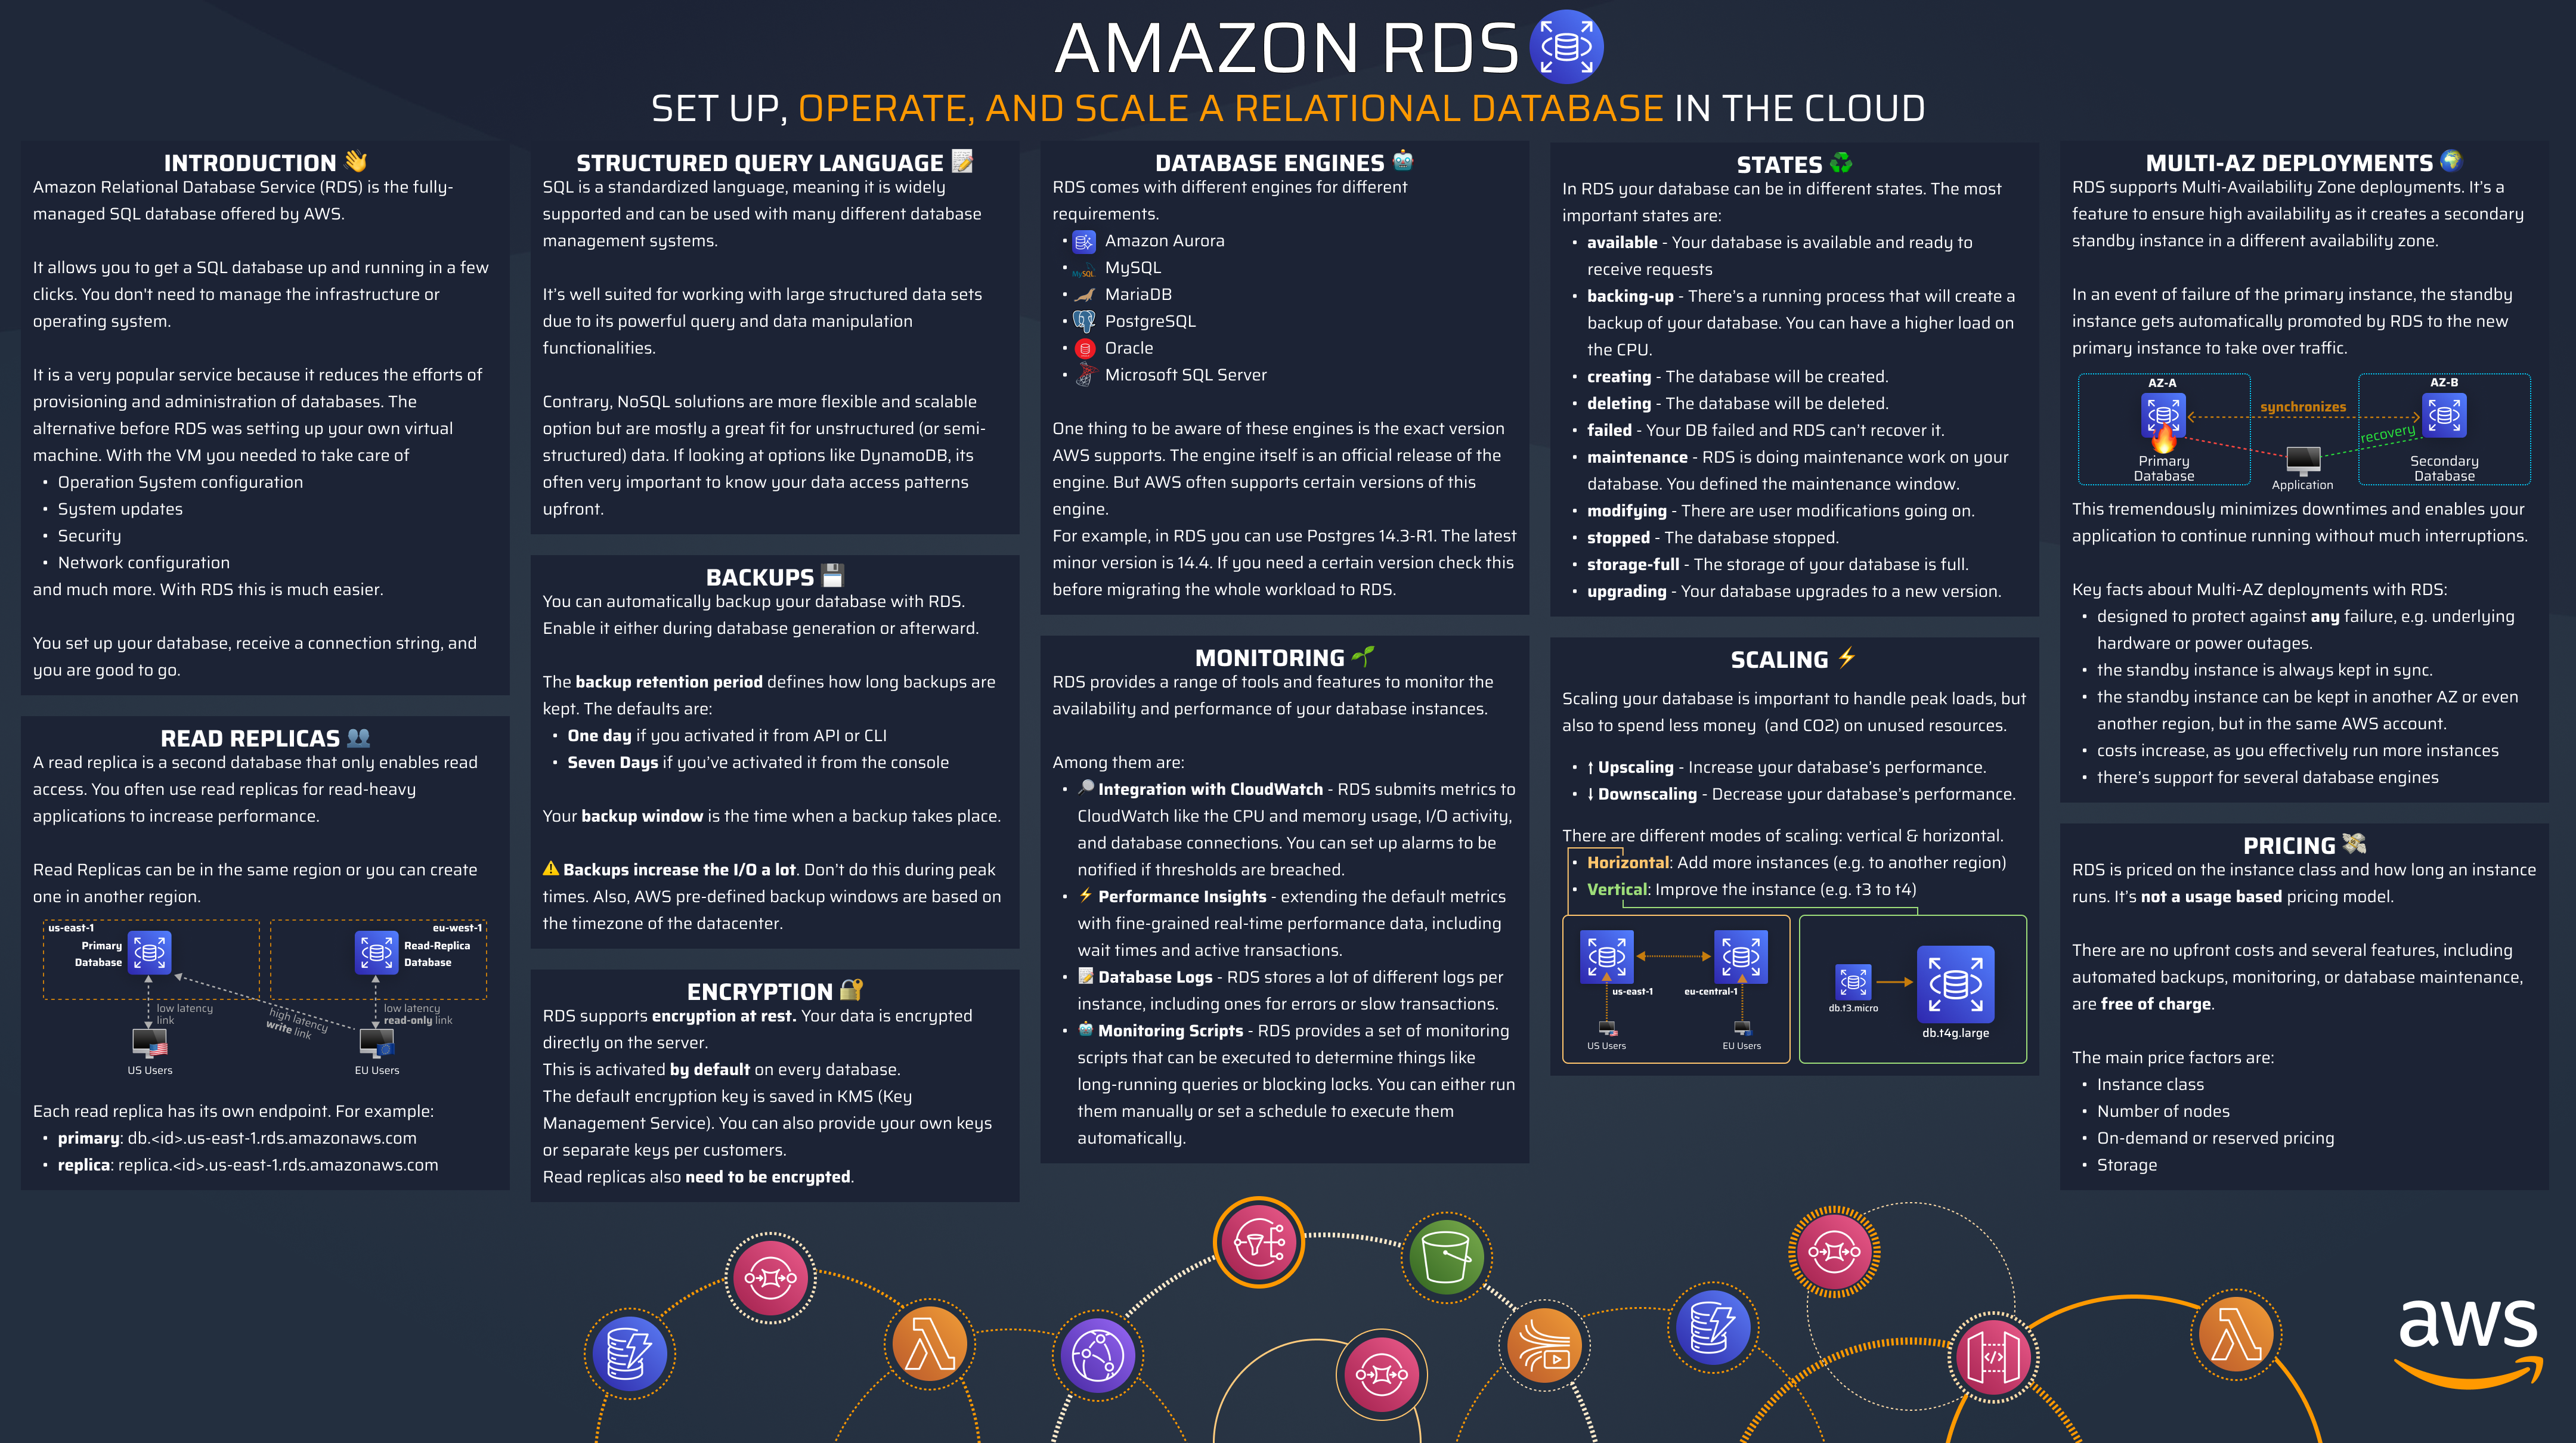 AMAZON RDS
SET UP, OPERATE, AND SCALE A RELATIONAL DATABASE IN THE CLOUD
INTRODUCTION 👋
Amazon Relational Database Service (RDS) is the fully-
managed SQL database offered by AWS.
It allows you to get a SQL database up and running in a few
clicks. You don't need to manage the infrastructure or
operating system.
It is a very popular service because it reduces the efforts of
provisioning and administration of databases. The
alternative before RDS was setting up your own virtual
machine. With the VM you needed to take care of
• Operation System configuration
• System updates
• Security
• Network configuration
and much more. With RDS this is much easier.
You set up your database, receive a connection string, and
you are good to go.
READ REPLICAS 👥
A read replica is a second database that only enables read
access. You often use read replicas for read-heavy
applications to increase performance.
Read Replicas can be in the same region or you can create
one in another region.
us-east-1
Primary
Database
eu-west-1
Read-Replica
Database
low latency
link
high latency
write link
low latency
read-only link
US Users
EU Users
Each read replica has its own endpoint. For example:
• primary: db.<id>.us-east-1.rds.amazonaws.com
• replica: replica.<id>.us-east-1.rds.amazonaws.com
STRUCTURED QUERY LANGUAGE 📝
SQL is a standardized language, meaning it is widely
supported and can be used with many different database
management systems.
It's well suited for working with large structured data sets
due to its powerful query and data manipulation
functionalities.
Contrary, NoSQL solutions are more flexible and scalable
option but are mostly a great fit for unstructured (or semi-
structured) data. If looking at options like DynamoDB, its
often very important to know your data access patterns
upfront.
BACKUPS 💾
You can automatically backup your database with RDS.
Enable it either during database generation or afterward.
The backup retention period defines how long backups are
kept. The defaults are:
• One day if you activated it from API or CLI
• Seven Days if you've activated it from the console
Your backup window is the time when a backup takes place.
⚠️ Backups increase the I/O a lot. Don't do this during peak
times. Also, AWS pre-defined backup windows are based on
the timezone of the datacenter.
ENCRYPTION 🔐
RDS supports encryption at rest. Your data is encrypted
directly on the server.
This is activated by default on every database.
The default encryption key is saved in KMS (Key
Management Service). You can also provide your own keys
or separate keys per customers.
Read replicas also need to be encrypted.
DATABASE ENGINES 🤖
RDS comes with different engines for different
requirements.
• Amazon Aurora
• MySQL MySQL
• MariaDB
• PostgreSQL
• Oracle
• Microsoft SQL Server
One thing to be aware of these engines is the exact version
AWS supports. The engine itself is an official release of the
engine. But AWS often supports certain versions of this
engine.
For example, in RDS you can use Postgres 14.3-R1. The latest
minor version is 14.4. If you need a certain version check this
before migrating the whole workload to RDS.
MONITORING 🌱
RDS provides a range of tools and features to monitor the
availability and performance of your database instances.
Among them are:
• 🔎 Integration with CloudWatch - RDS submits metrics to
CloudWatch like the CPU and memory usage, I/O activity,
and database connections. You can set up alarms to be
notified if thresholds are breached.
• ⚡ Performance Insights - extending the default metrics
with fine-grained real-time performance data, including
wait times and active transactions.
• 📝 Database Logs - RDS stores a lot of different logs per
instance, including ones for errors or slow transactions.
• 🤖 Monitoring Scripts - RDS provides a set of monitoring
scripts that can be executed to determine things like
long-running queries or blocking locks. You can either run
them manually or set a schedule to execute them
automatically.
STATES ♻️
In RDS your database can be in different states. The most
important states are:
• available - Your database is available and ready to
receive requests
• backing-up - There's a running process that will create a
backup of your database. You can have a higher load on
the CPU.
• creating - The database will be created.
• deleting - The database will be deleted.
• failed - Your DB failed and RDS can't recover it.
• maintenance - RDS is doing maintenance work on your
database. You defined the maintenance window.
• modifying - There are user modifications going on.
• stopped - The database stopped.
• storage-full - The storage of your database is full.
• upgrading - Your database upgrades to a new version.
SCALING ⚡
Scaling your database is important to handle peak loads, but
also to spend less money (and CO2) on unused resources.
• ↑ Upscaling - Increase your database's performance.
• ↓ Downscaling - Decrease your database's performance.
There are different modes of scaling: vertical & horizontal.
• Horizontal: Add more instances (e.g. to another region)
• Vertical: Improve the instance (e.g. t3 to t4)
us-east-1
eu-central-1
US Users
EU Users
db.t3.micro
db.t4g.large
MULTI-AZ DEPLOYMENTS 🌍
RDS supports Multi-Availability Zone deployments. It's a
feature to ensure high availability as it creates a secondary
standby instance in a different availability zone.
In an event of failure of the primary instance, the standby
instance gets automatically promoted by RDS to the new
primary instance to take over traffic.
AZ-A
AZ-B
synchronizes
recovery
Primary
Database
Application
Secondary
Database
This tremendously minimizes downtimes and enables your
application to continue running without much interruptions.
Key facts about Multi-AZ deployments with RDS:
• designed to protect against any failure, e.g. underlying
hardware or power outages.
• the standby instance is always kept in sync.
• the standby instance can be kept in another AZ or even
another region, but in the same AWS account.
• costs increase, as you effectively run more instances
• there's support for several database engines
PRICING 💸
RDS is priced on the instance class and how long an instance
runs. It's not a usage based pricing model.
There are no upfront costs and several features, including
automated backups, monitoring, or database maintenance,
are free of charge.
The main price factors are:
• Instance class
• Number of nodes
• On-demand or reserved pricing
• Storage
</> 
aws